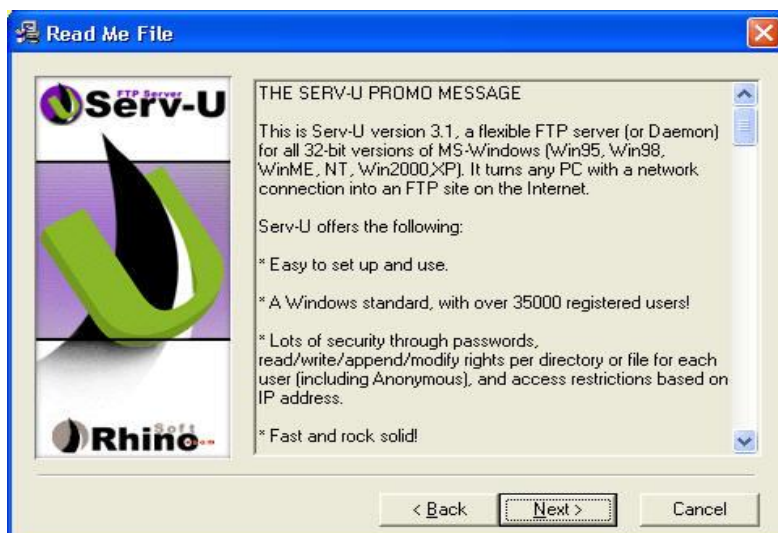 Read Me File
FTP Server
Serv-U
Rhino
Soft
.com
THE SERV-U PROMO MESSAGE
This is Serv-U version 3.1, a flexible FTP server (or Daemon)
for all 32-bit versions of MS-Windows (Win95, Win98,
WinME, NT, Win2000,XP). It turns any PC with a network
connection into an FTP site on the Internet.
Serv-U offers the following:
* Easy to set up and use.
* A Windows standard, with over 35000 registered users!
* Lots of security through passwords,
read/write/append/modify rights per directory or file for each
user (including Anonymous), and access restrictions based on
IP address.
* Fast and rock solid!
< Back
Next >
Cancel